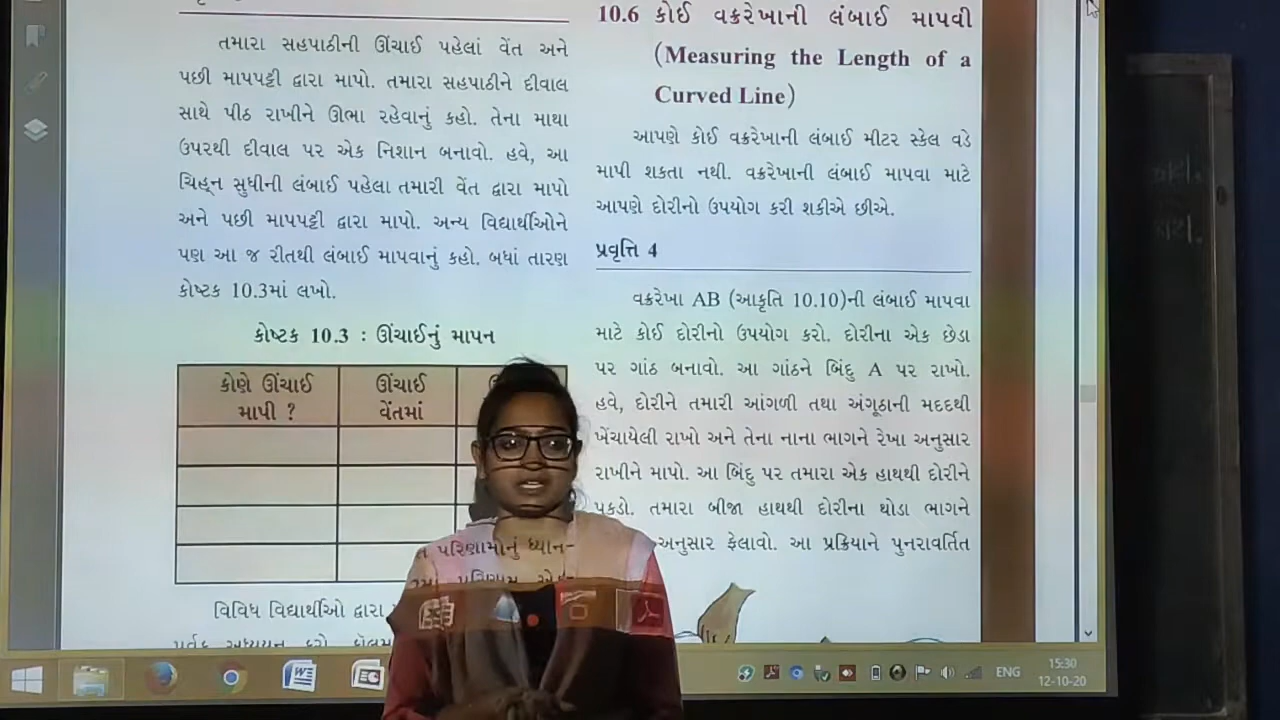 તમારા સહપાઠીની ઊંચાઈ પહેલાં વેંત અને
પછી માપપટ્ટી દ્વારા માપો. તમારા સહપાઠીને દીવાલ
સાથે પીઠ રાખીને ઊભા રહેવાનું કહો. તેના માથા
ઉપરથી દીવાલ પર એક નિશાન બનાવો. હવે, આ
ચિહ્ન સુધીની લંબાઈ પહેલા તમારી વેંત દ્વારા માપો
અને પછી માપપટ્ટી દ્વારા માપો. અન્ય વિદ્યાર્થીઓને
પણ આ જ રીતથી લંબાઈ માપવાનું કહો. બધાં તારણ
કોષ્ટક 10.3માં લખો.
કોષ્ટક 10.3 : ઊંચાઈનું માપન
કોણે ઊંચાઈ
માપી ?
ઊંચાઈ
વેંતમાં
વિવિધ વિદ્યાર્થીઓ દ્વારા
પરિણામોનું ધ્યાન-
10.6 કોઈ વક્રરેખાની લંબાઈ માપવી
(Measuring the Length of a
Curved Line)
આપણે કોઈ વક્રરેખાની લંબાઈ મીટર સ્કેલ વડે
માપી શકતા નથી. વક્રરેખાની લંબાઈ માપવા માટે
આપણે દોરીનો ઉપયોગ કરી શકીએ છીએ.
પ્રવૃત્તિ 4
વક્રરેખા AB (આકૃતિ 10.10)ની લંબાઈ માપવા
માટે કોઈ દોરીનો ઉપયોગ કરો. દોરીના એક છેડા
પર ગાંઠ બનાવો. આ ગાંઠને બિંદુ A પર રાખો.
હવે, દોરીને તમારી આંગળી તથા અંગૂઠાની મદદથી
ખેંચાયેલી રાખો અને તેના નાના ભાગને રેખા અનુસાર
રાખીને માપો. આ બિંદુ પર તમારા એક હાથથી દોરીને
પકડો. તમારા બીજા હાથથી દોરીના થોડા ભાગને
અનુસાર ફેલાવો. આ પ્રક્રિયાને પુનરાવર્તિત
ENG
15:30
12-10-20